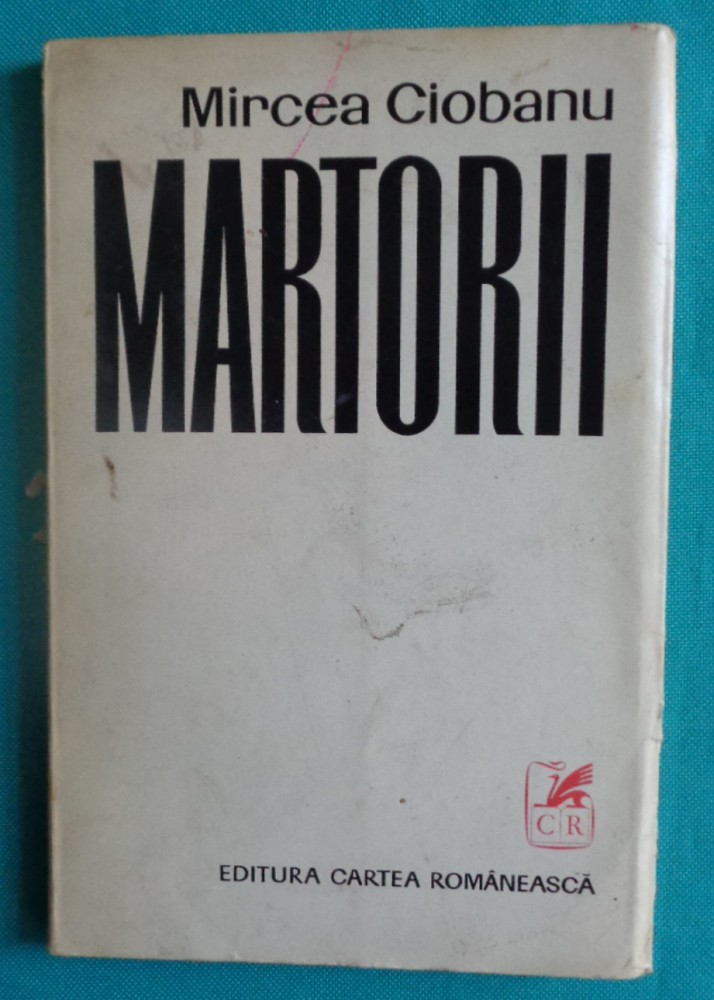 Mircea Ciobanu
MARTORII
CR
EDITURA CARTEA ROMÂNEASCĂ